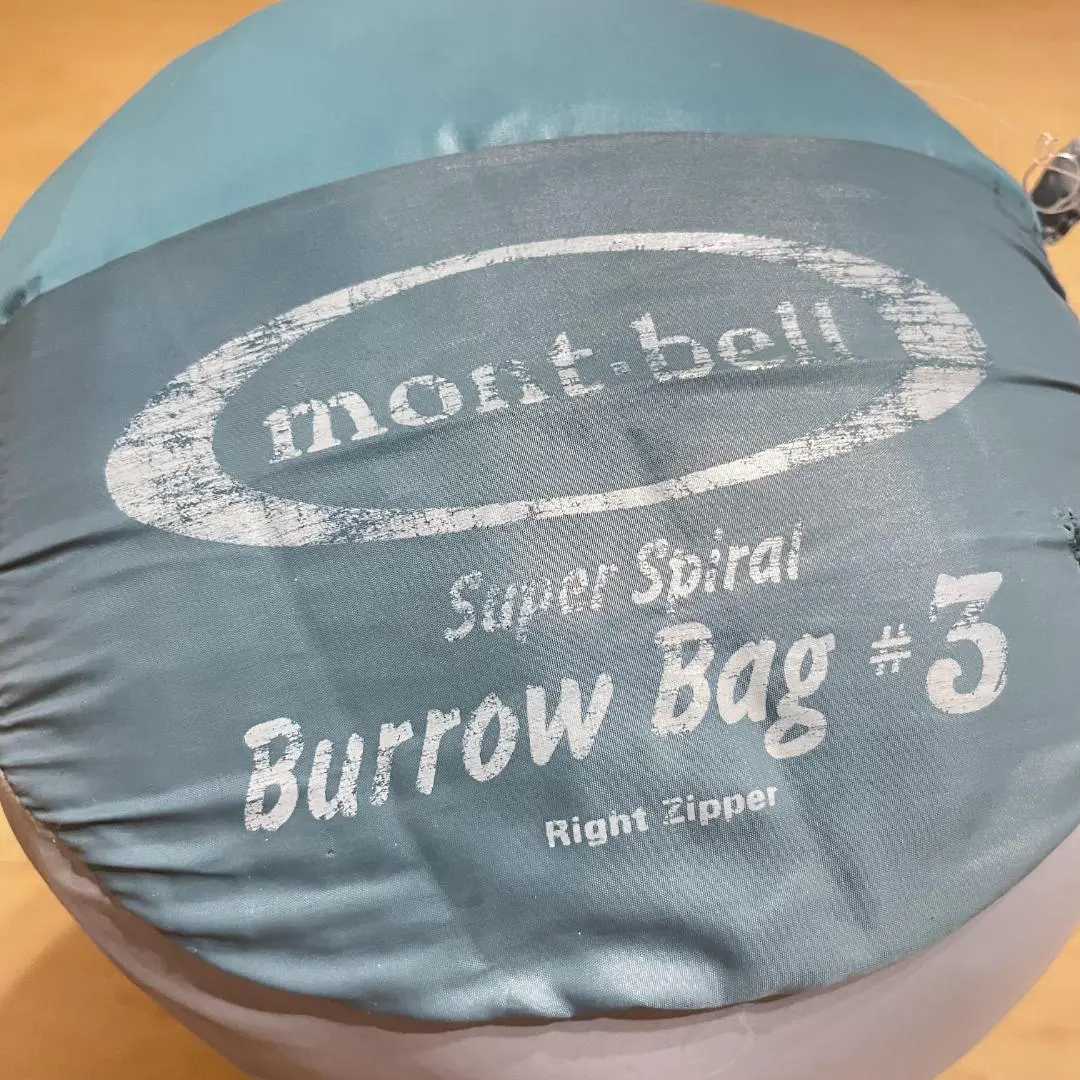 mont·bell
Super Spiral
Burrow Bag #3
Right Zipper